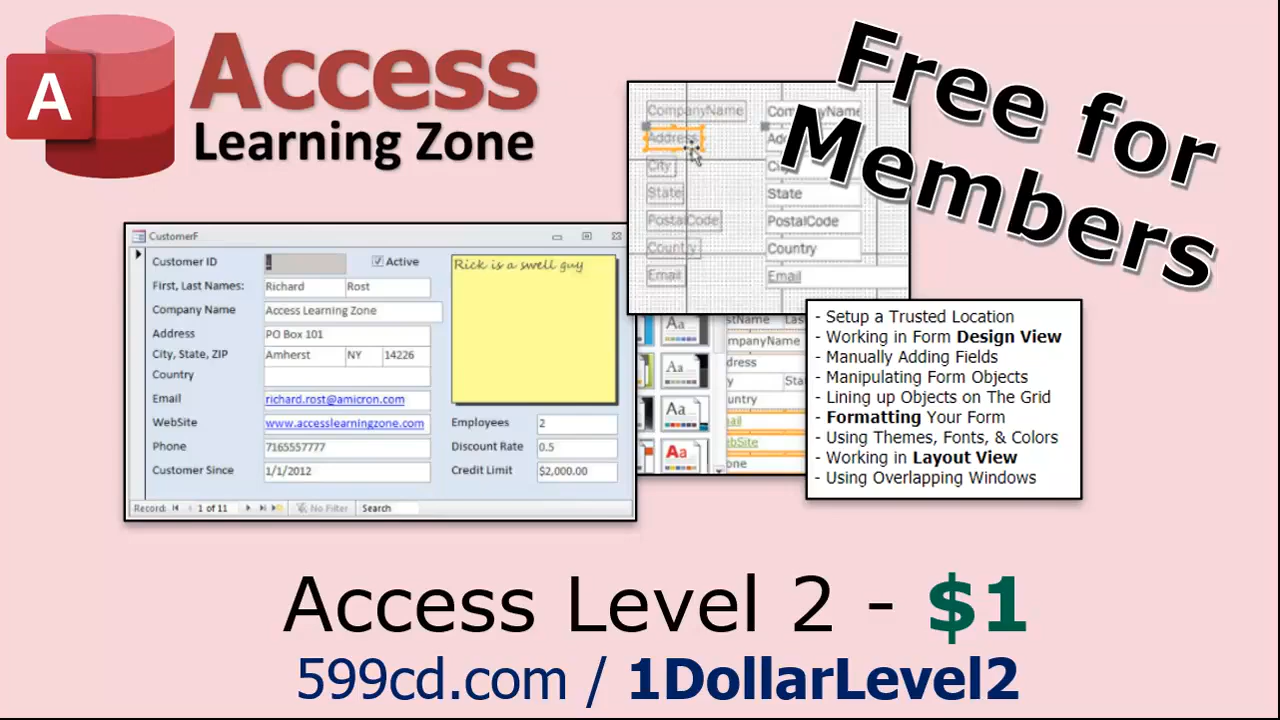 A
Access
Learning Zone
Free for
Members
CompanyName
CompanyName
Address
City
State
State
PostalCode
PostalCode
Country
Country
Email
Email
CustomerF
Customer ID
Active
First, Last Names:
Richard
Rost
Company Name
Access Learning Zone
Address
PO Box 101
City, State, ZIP
Amherst
NY
14226
Country
Email
richard.rost@amicron.com
WebSite
www.accesslearningzone.com
Phone
7165557777
Customer Since
1/1/2012
Rick is a swell guy
Employees
2
Discount Rate
0.5
Credit Limit
$2,000.00
Record:
1 of 11
No Filter
Search
Aa
Aa
Aa
Aa
- Setup a Trusted Location
- Working in Form Design View
- Manually Adding Fields
- Manipulating Form Objects
- Lining up Objects on The Grid
- Formatting Your Form
- Using Themes, Fonts, & Colors
- Working in Layout View
- Using Overlapping Windows
Access Level 2 - $1
599cd.com / 1DollarLevel2